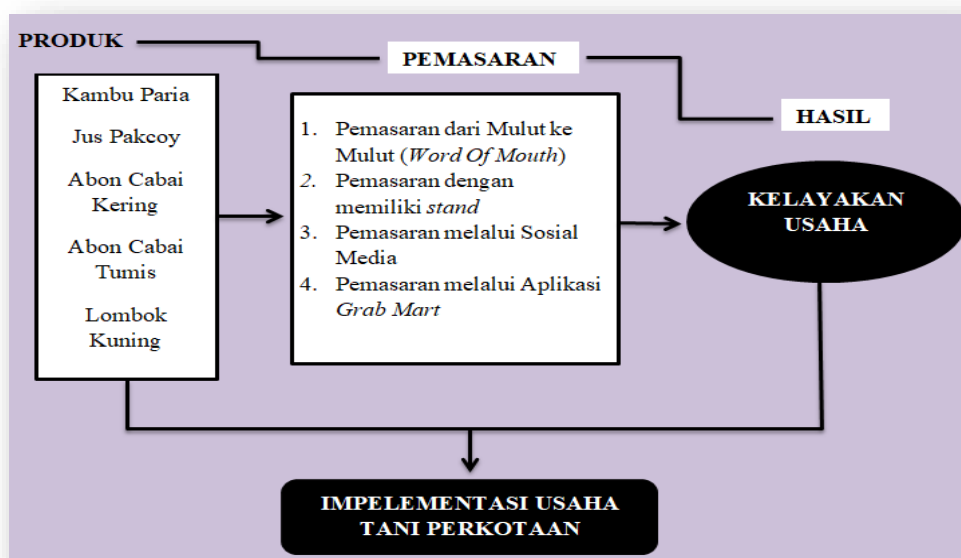 PRODUK
PEMASARAN
HASIL
Kambu Paria
Jus Pakcoy
Abon Cabai
Kering
Abon Cabai
Tumis
Lombok
Kuning
1. Pemasaran dari Mulut ke
Mulut (Word Of Mouth)
2. Pemasaran dengan
memiliki stand
3. Pemasaran melalui Sosial
Media
4. Pemasaran melalui Aplikasi
Grab Mart
KELAYAKAN
USAHA
IMPELEMENTASI USAHA
TANI PERKOTAAN